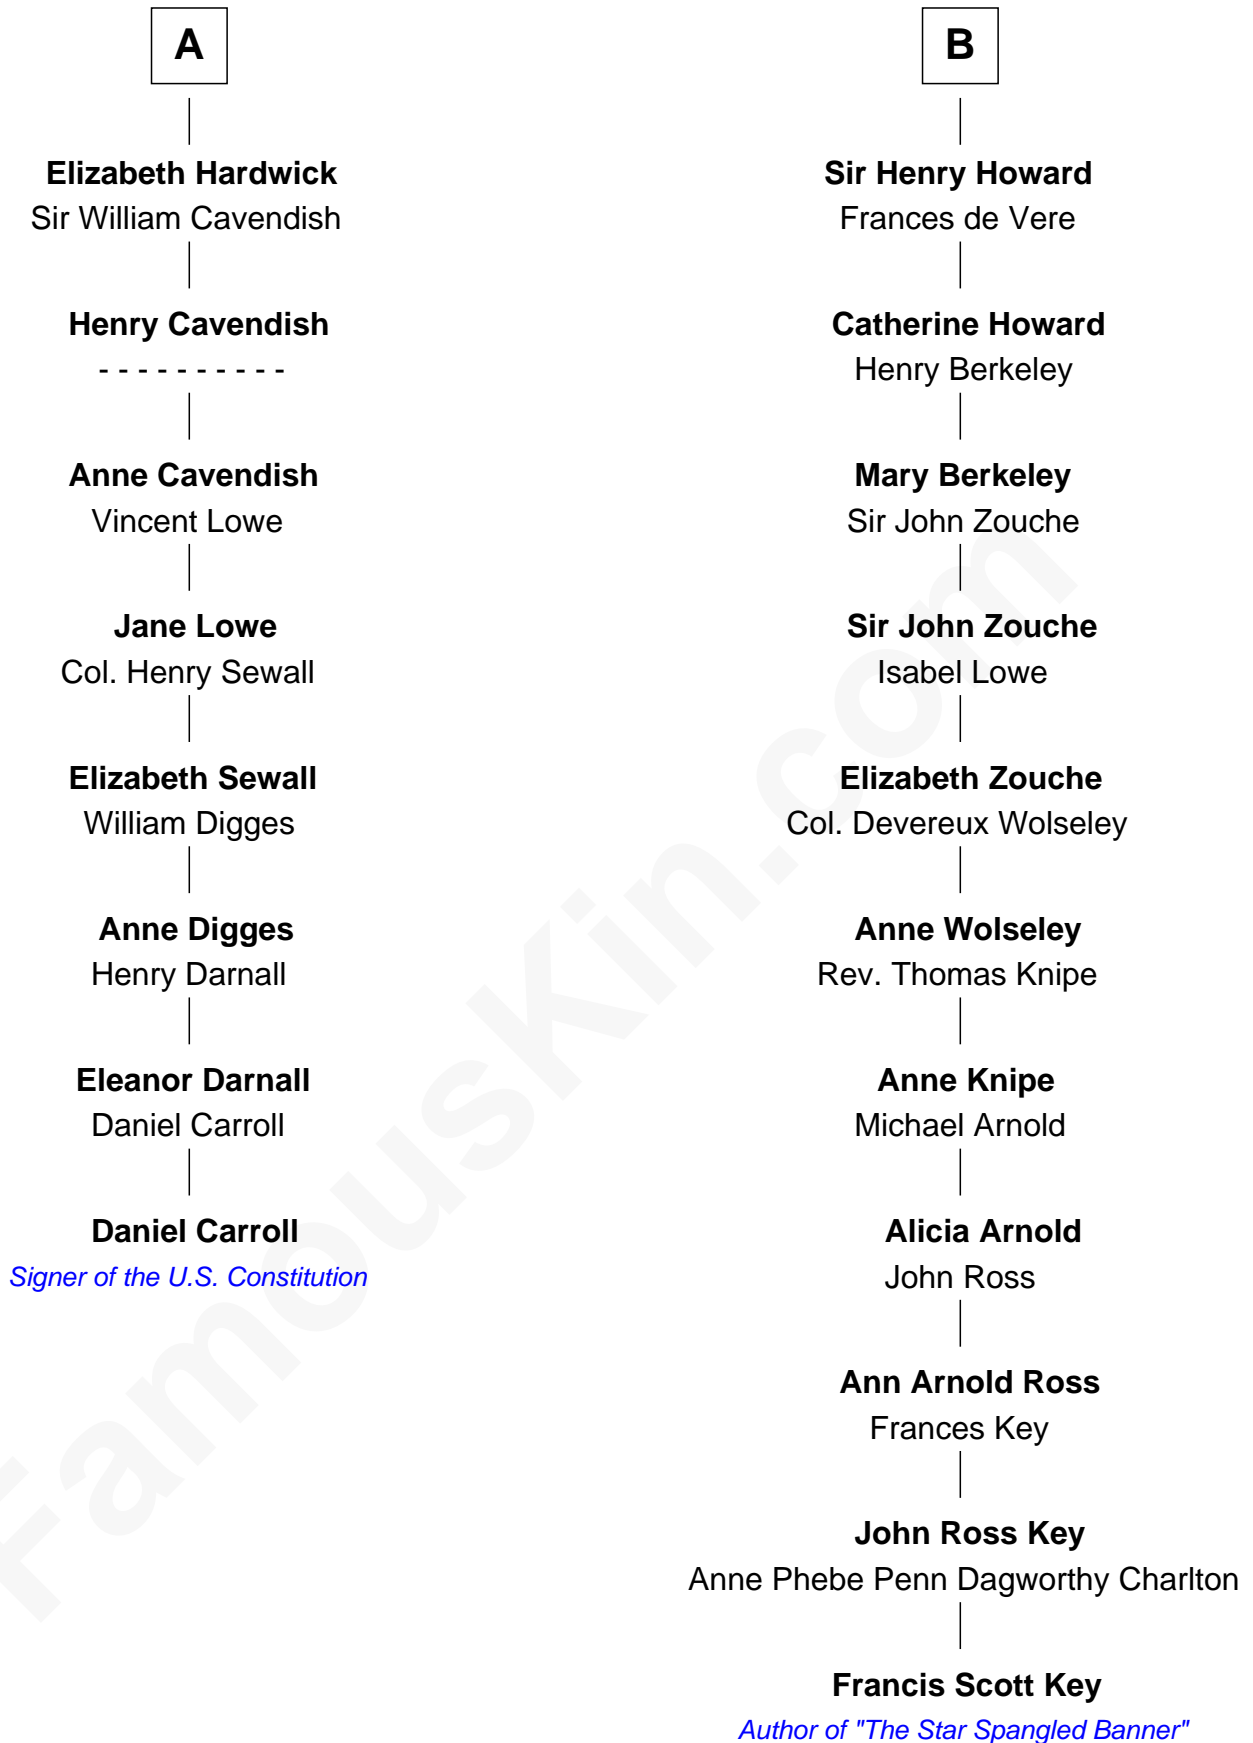 A
Elizabeth Hardwick
Sir William Cavendish
Henry Cavendish
- - - - - - - - - -
Anne Cavendish
Vincent Lowe
Jane Lowe
Col. Henry Sewall
Elizabeth Sewall
William Digges
Anne Digges
Henry Darnall
Eleanor Darnall
Daniel Carroll
Daniel Carroll
Signer of the U.S. Constitution
B
Sir Henry Howard
Frances de Vere
Catherine Howard
Henry Berkeley
Mary Berkeley
Sir John Zouche
Sir John Zouche
Isabel Lowe
Elizabeth Zouche
Col. Devereux Wolseley
Anne Wolseley
Rev. Thomas Knipe
Anne Knipe
Michael Arnold
Alicia Arnold
John Ross
Ann Arnold Ross
Frances Key
John Ross Key
Anne Phebe Penn Dagworthy Charlton
Francis Scott Key
Author of "The Star Spangled Banner"
FamousKin.com